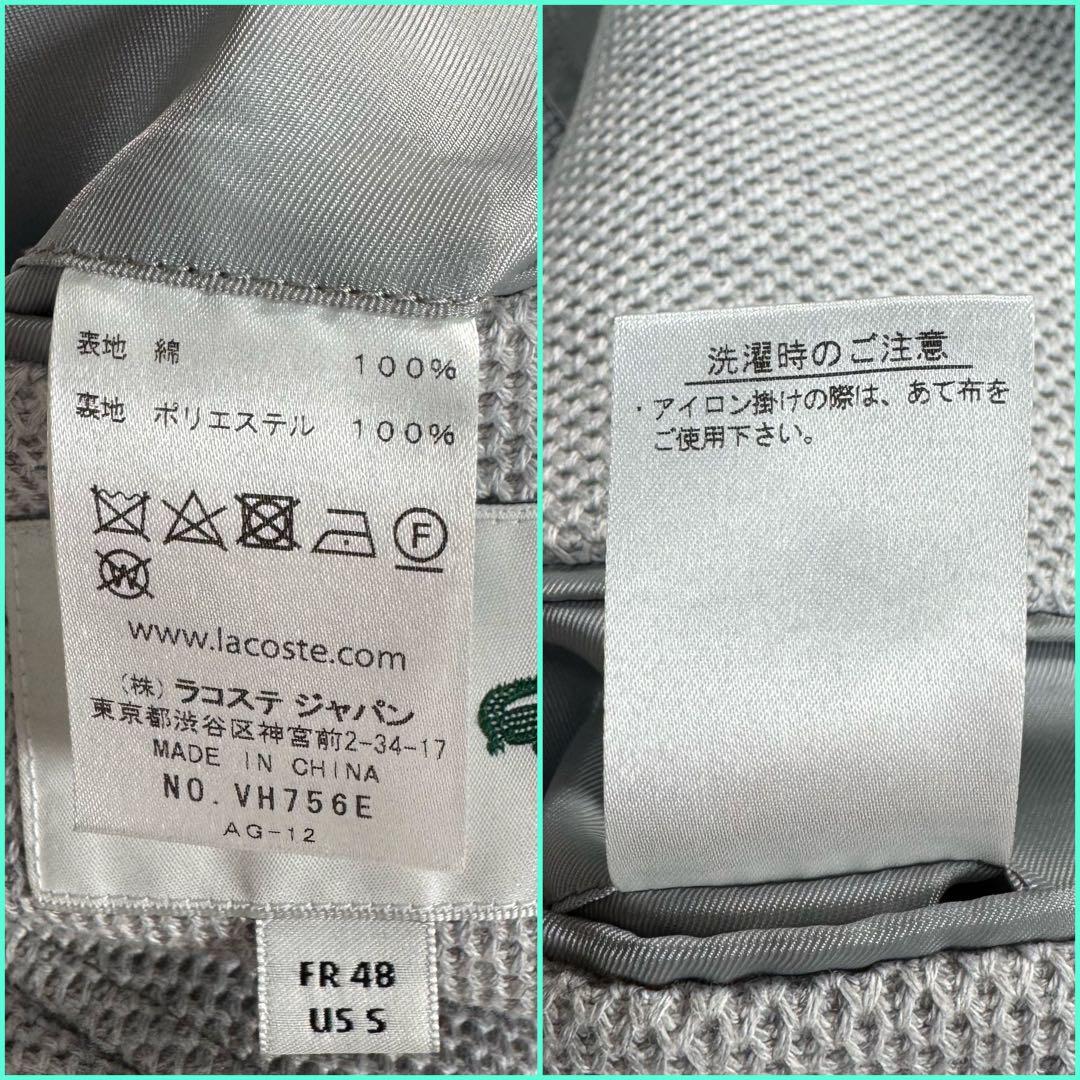 表地 綿 100%
裏地 ポリエステル 100%
F
W
www.lacoste.com
(株) ラコステ ジャパン
東京都渋谷区神宮前2-34-17
MADE IN CHINA
NO. VH756E
AG-12
FR 48
US S
洗濯時のご注意
・アイロン掛けの際は、あて布を
ご使用下さい。